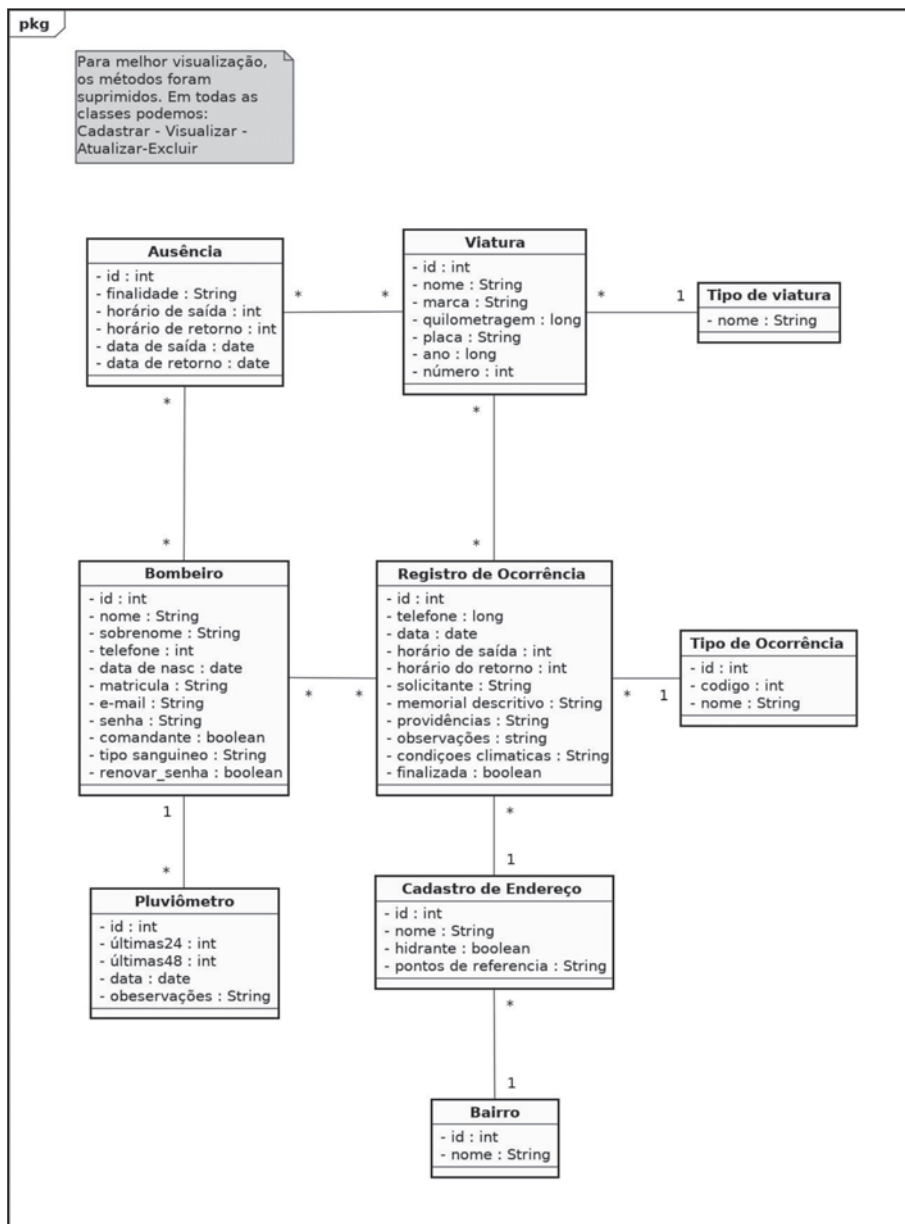 pkg
Para melhor visualização,
os métodos foram
suprimidos. Em todas as
classes podemos:
Cadastrar - Visualizar -
Atualizar-Excluir
Ausência
- id : int
- finalidade : String
- horário de saída : int
- horário de retorno : int
- data de saída : date
- data de retorno : date
*
*
Viatura
- id : int
- nome : String
- marca : String
- quilometragem : long
- placa : String
- ano : long
- número : int
*
1
Tipo de viatura
- nome : String
*
*
*
*
Bombeiro
- id : int
- nome : String
- sobrenome : String
- telefone : int
- data de nasc : date
- matricula : String
- e-mail : String
- senha : String
- comandante : boolean
- tipo sanguineo : String
- renovar_senha : boolean
*
*
Registro de Ocorrência
- id : int
- telefone : long
- data : date
- horário de saída : int
- horário do retorno : int
- solicitante : String
- memorial descritivo : String
- providências : String
- observações : string
- condiçoes climaticas : String
- finalizada : boolean
*
1
Tipo de Ocorrência
- id : int
- codigo : int
- nome : String
1
*
*
1
Pluviômetro
- id : int
- últimas24 : int
- últimas48 : int
- data : date
- obeservações : String
Cadastro de Endereço
- id : int
- nome : String
- hidrante : boolean
- pontos de referencia : String
*
1
Bairro
- id : int
- nome : String